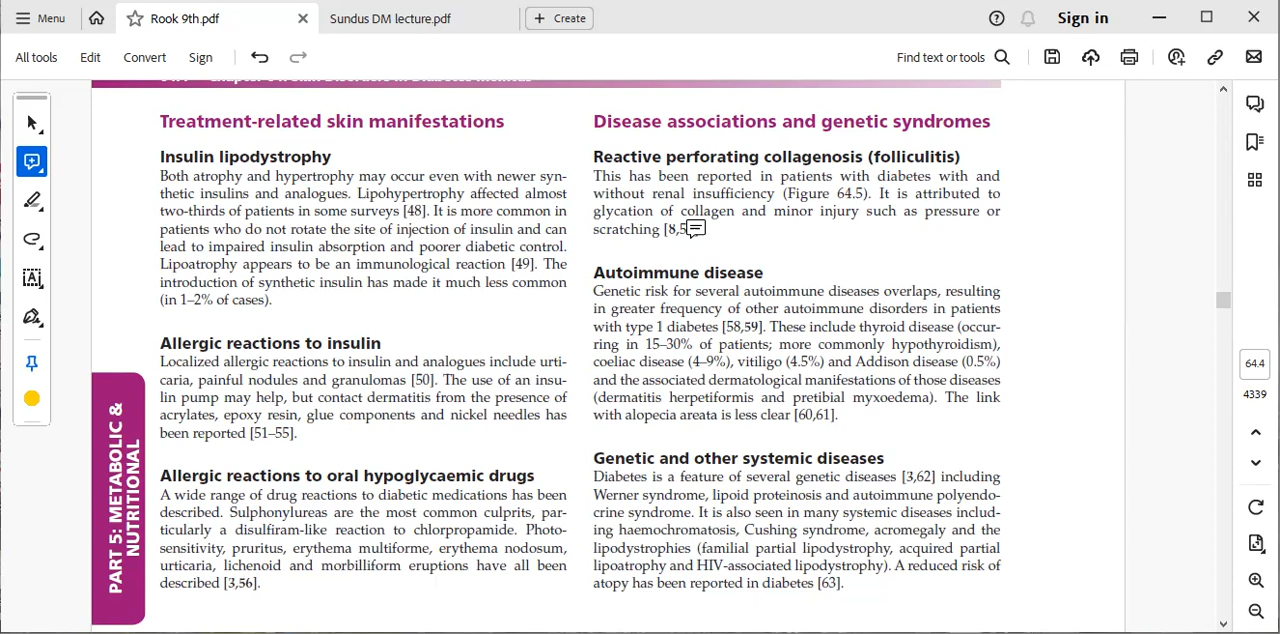 Menu
Rook 9th.pdf
Sundus DM lecture.pdf
+ Create
Sign in
All tools
Edit
Convert
Sign
Find text or tools
Treatment-related skin manifestations
Insulin lipodystrophy
Both atrophy and hypertrophy may occur even with newer syn-
thetic insulins and analogues. Lipohypertrophy affected almost
two-thirds of patients in some surveys [48]. It is more common in
patients who do not rotate the site of injection of insulin and can
lead to impaired insulin absorption and poorer diabetic control.
Lipoatrophy appears to be an immunological reaction [49]. The
introduction of synthetic insulin has made it much less common
(in 1–2% of cases).
Allergic reactions to insulin
Localized allergic reactions to insulin and analogues include urti-
caria, painful nodules and granulomas [50]. The use of an insu-
lin pump may help, but contact dermatitis from the presence of
acrylates, epoxy resin, glue components and nickel needles has
been reported [51–55].
Allergic reactions to oral hypoglycaemic drugs
A wide range of drug reactions to diabetic medications has been
described. Sulphonylureas are the most common culprits, par-
ticularly a disulfiram-like reaction to chlorpropamide. Photo-
sensitivity, pruritus, erythema multiforme, erythema nodosum,
urticaria, lichenoid and morbilliform eruptions have all been
described [3,56].
Disease associations and genetic syndromes
Reactive perforating collagenosis (folliculitis)
This has been reported in patients with diabetes with and
without renal insufficiency (Figure 64.5). It is attributed to
glycation of collagen and minor injury such as pressure or
scratching [8,5
Autoimmune disease
Genetic risk for several autoimmune diseases overlaps, resulting
in greater frequency of other autoimmune disorders in patients
with type 1 diabetes [58,59]. These include thyroid disease (occur-
ring in 15–30% of patients; more commonly hypothyroidism),
coeliac disease (4–9%), vitiligo (4.5%) and Addison disease (0.5%)
and the associated dermatological manifestations of those diseases
(dermatitis herpetiformis and pretibial myxoedema). The link
with alopecia areata is less clear [60,61].
Genetic and other systemic diseases
Diabetes is a feature of several genetic diseases [3,62] including
Werner syndrome, lipoid proteinosis and autoimmune polyendo-
crine syndrome. It is also seen in many systemic diseases includ-
ing haemochromatosis, Cushing syndrome, acromegaly and the
lipodystrophies (familial partial lipodystrophy, acquired partial
lipoatrophy and HIV-associated lipodystrophy). A reduced risk of
atopy has been reported in diabetes [63].
PART 5: METABOLIC &
NUTRITIONAL
64.4
4339